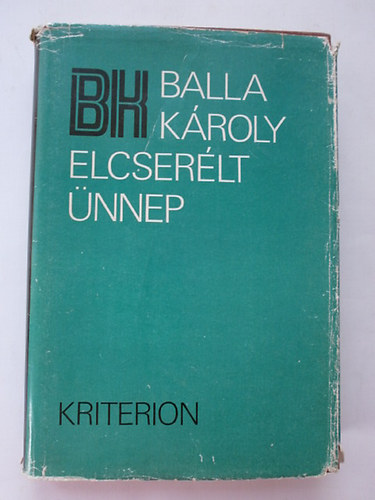 BK BALLA
KÁROLY
ELCSERÉLT
ÜNNEP
KRITERION